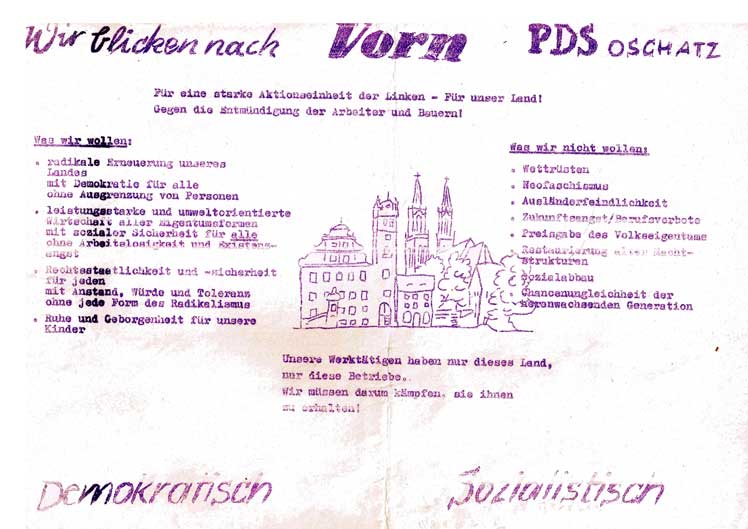 Wir blicken nach Vorn PDS OSCHATZ
Für eine starke Aktionseinheit der Linken - Für unser Land!
Gegen die Entmündigung der Arbeiter und Bauern!
Was wir wollen:
. radikale Erneuerung unseres
Landes
mit Demokratie für alle
ohne Ausgrenzung von Personen
. leistungsstarke und umweltorientierte
Wirtschaft aller Eigentumsformen
mit sozialer Sicherheit für alle
ohne Arbeitslosigkeit und Existenz-
angst
. Rechtsstaatlichkeit und -sicherheit
für jeden
mit Anstand, Würde und Toleranz
ohne jede Form des Radikalismus
. Ruhe und Geborgenheit für unsere
Kinder
Was wir nicht wollen:
. Wettrüsten
. Neofaschismus
. Ausländerfeindlichkeit
. Zukunftsangst/Berufsverbote
. Preisgabe des Volkseigentums
. Restaurierung alter Macht-
strukturen
. Sozialabbau
. Chancenungleichheit der
heranwachsenden Generation
Unsere Werktätigen haben nur dieses Land,
nur diese Betriebe.
Wir müssen darum kämpfen, sie ihnen
zu erhalten!
Demokratisch Sozialistisch